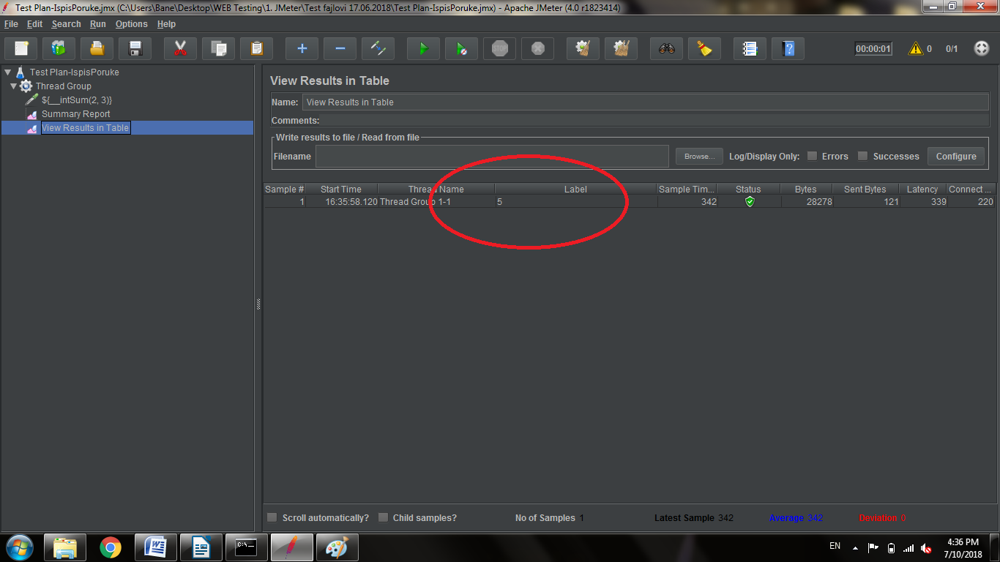 Test Plan-IspisPoruke.jmx (C:\Users\Bane\Desktop\WEB Testing\1. JMeter\Test fajlovi 17.06.2018\Test Plan-IspisPoruke.jmx) - Apache JMeter (4.0 r1823414)
File Edit Search Run Options Help
STOP 00:00:01 0 0/1
Test Plan-IspisPoruke
Thread Group
${__intSum(2, 3)}
Summary Report
View Results in Table
View Results in Table
Name: View Results in Table
Comments:
Write results to file / Read from file
Filename Browse... Log/Display Only: Errors Successes Configure
Sample # Start Time Thread Name Label Sample Tim... Status Bytes Sent Bytes Latency Connect ...
1 16:35:58.120 Thread Group 1-1 5 342 28278 121 339 220
Scroll automatically? Child samples? No of Samples 1 Latest Sample 342 Average 342 Deviation 0
C:\_ EN 4:36 PM
7/10/2018